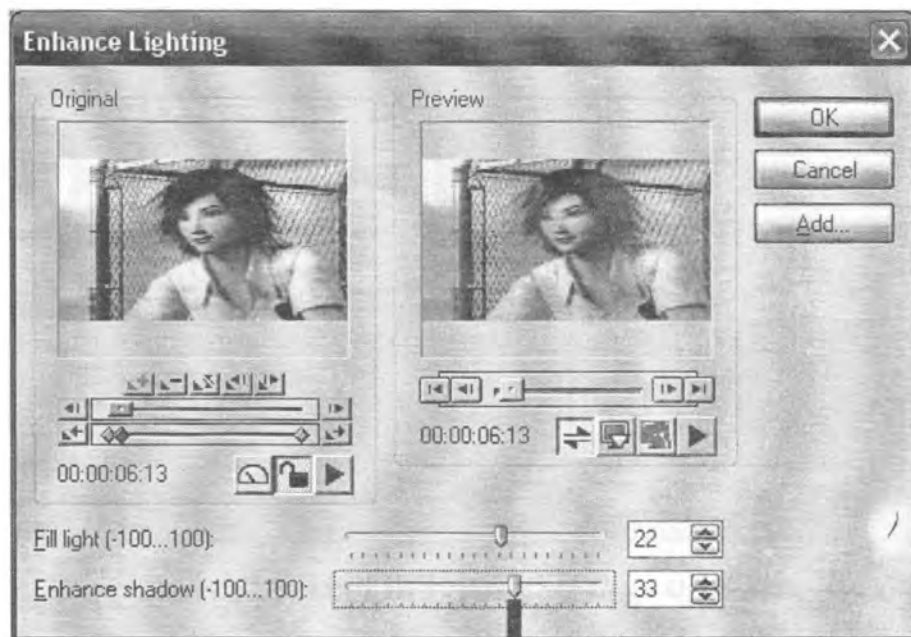 Enhance Lighting
Original
Preview
OK
Cancel
Add...
00:00:06:13
00:00:06:13
Fill light (-100...100):
22
Enhance shadow (-100...100):
33